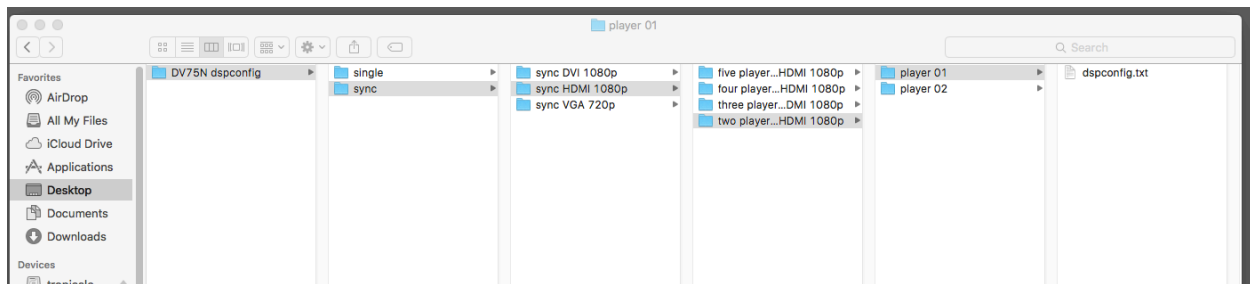 player 01
Search
Favorites
AirDrop
All My Files
iCloud Drive
Applications
Desktop
Documents
Downloads
Devices
DV75N dspconfig
single
sync
sync DVI 1080p
sync HDMI 1080p
sync VGA 720p
five player...HDMI 1080p
four player...HDMI 1080p
three player...DMI 1080p
two player...HDMI 1080p
player 01
player 02
dspconfig.txt